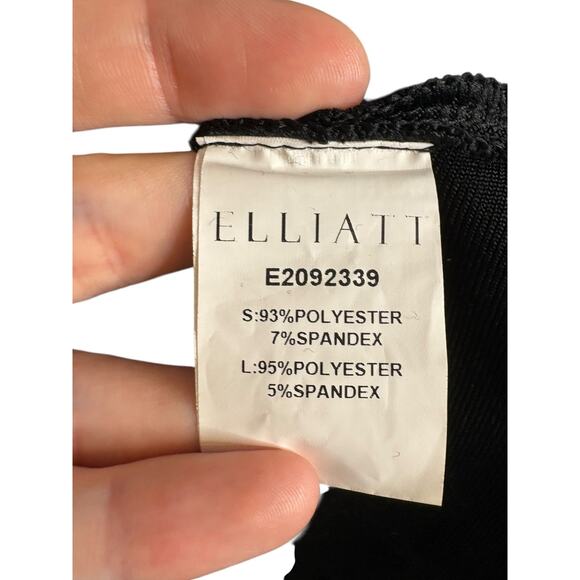 ELLIATT
E2092339
S:93%POLYESTER
7%SPANDEX
L:95%POLYESTER
5%SPANDEX